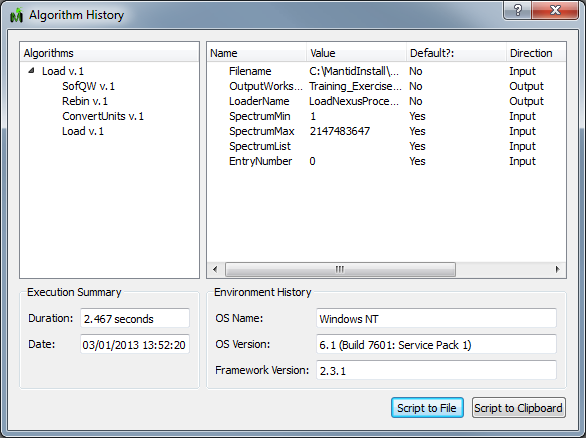 Algorithm History
Algorithms
Load v.1
SofQW v.1
Rebin v.1
ConvertUnits v.1
Load v.1
Name Value Default?: Direction
Filename C:\MantidInstall\... No Input
OutputWorks... Training_Exercise... No Output
LoaderName LoadNexusProce... No Output
SpectrumMin 1 Yes Input
SpectrumMax 2147483647 Yes Input
SpectrumList Yes Input
EntryNumber 0 Yes Input
Execution Summary
Duration: 2.467 seconds
Date: 03/01/2013 13:52:20
Environment History
OS Name: Windows NT
OS Version: 6.1 (Build 7601: Service Pack 1)
Framework Version: 2.3.1
Script to File Script to Clipboard